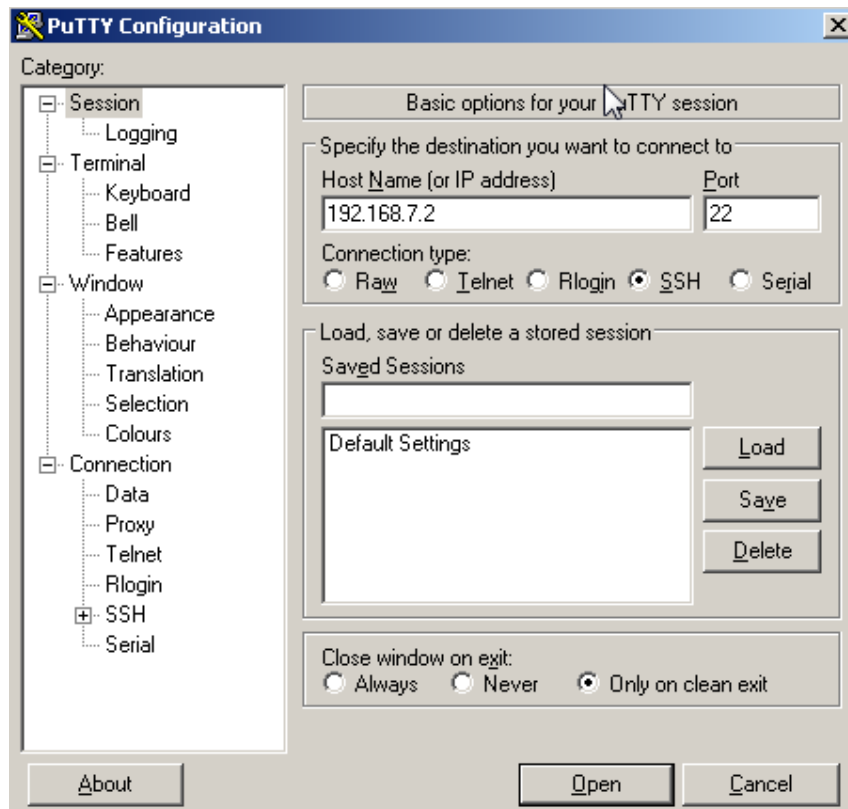 PuTTY Configuration
Category:
Session
Logging
Terminal
Keyboard
Bell
Features
Window
Appearance
Behaviour
Translation
Selection
Colours
Connection
Data
Proxy
Telnet
Rlogin
SSH
Serial
Basic options for your PuTTY session
Specify the destination you want to connect to
Host Name (or IP address) Port
192.168.7.2 22
Connection type:
Raw Telnet Rlogin SSH Serial
Load, save or delete a stored session
Saved Sessions
Default Settings
Load
Save
Delete
Close window on exit:
Always Never Only on clean exit
About Open Cancel